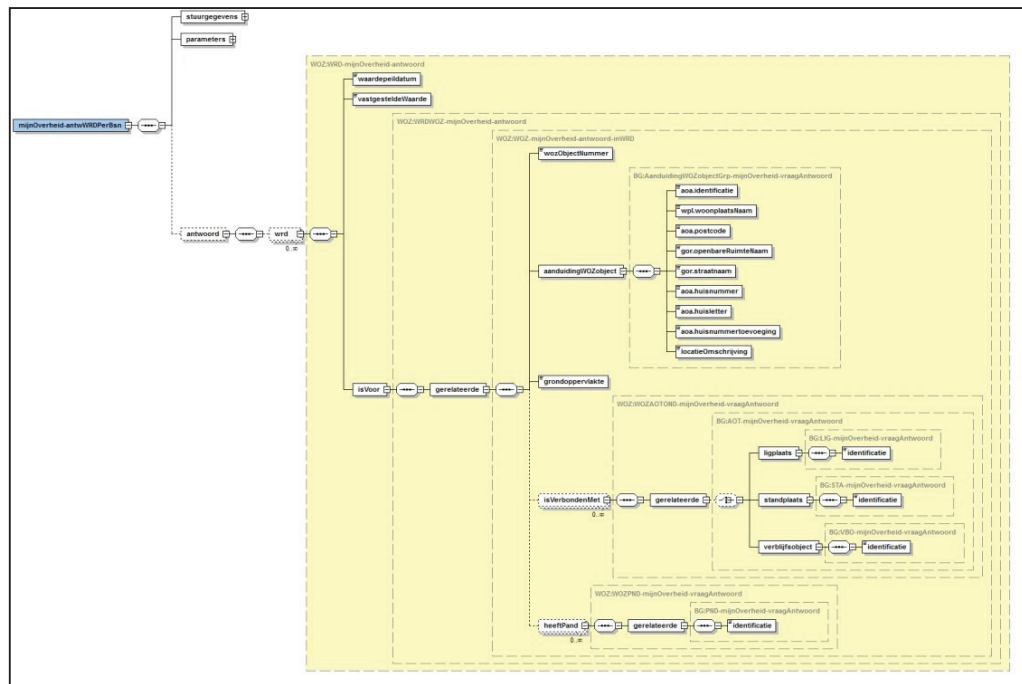 stuurgegevens
parameters
WOZ:WRD-mijnOverheid-antwoord
waardepeildatum
vastgesteldeWaarde
mijnOverheid-antwWRDPerBsn
WOZ:WRDWOZ-mijnOverheid-antwoord
WOZ:WOZ-mijnOverheid-antwoord-inWRD
wozObjectNummer
BG:AanduidingWOZobjectGrp-mijnOverheid-vraagAntwoord
aoa.identificatie
wpl.woonplaatsNaam
aoa.postcode
gor.openbareRuimteNaam
aanduidingWOZobject
gor.straatnaam
aoa.huisnummer
aoa.huisletter
aoa.huisnummertoevoeging
locatieOmschrijving
antwoord
wrd
0..∞
isVoor
gerelateerde
grondoppervlakte
WOZ:WOZAOTOND-mijnOverheid-vraagAntwoord
BG:AOT-mijnOverheid-vraagAntwoord
BG:LIG-mijnOverheid-vraagAntwoord
ligplaats
identificatie
BG:STA-mijnOverheid-vraagAntwoord
isVerbondenMet
0..∞
gerelateerde
standplaats
identificatie
BG:VBO-mijnOverheid-vraagAntwoord
verblijfsobject
identificatie
WOZ:WOZPND-mijnOverheid-vraagAntwoord
BG:PND-mijnOverheid-vraagAntwoord
heeftPand
0..∞
gerelateerde
identificatie